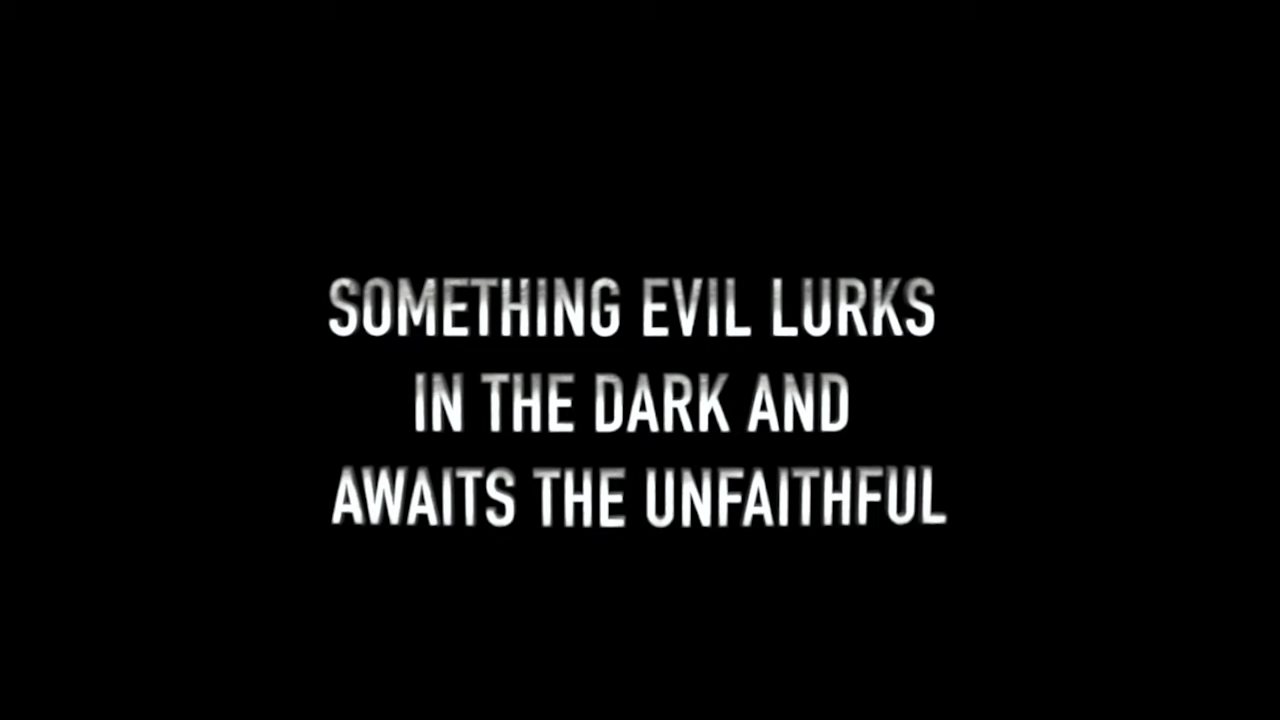 SOMETHING EVIL LURKS
IN THE DARK AND
AWAITS THE UNFAITHFUL